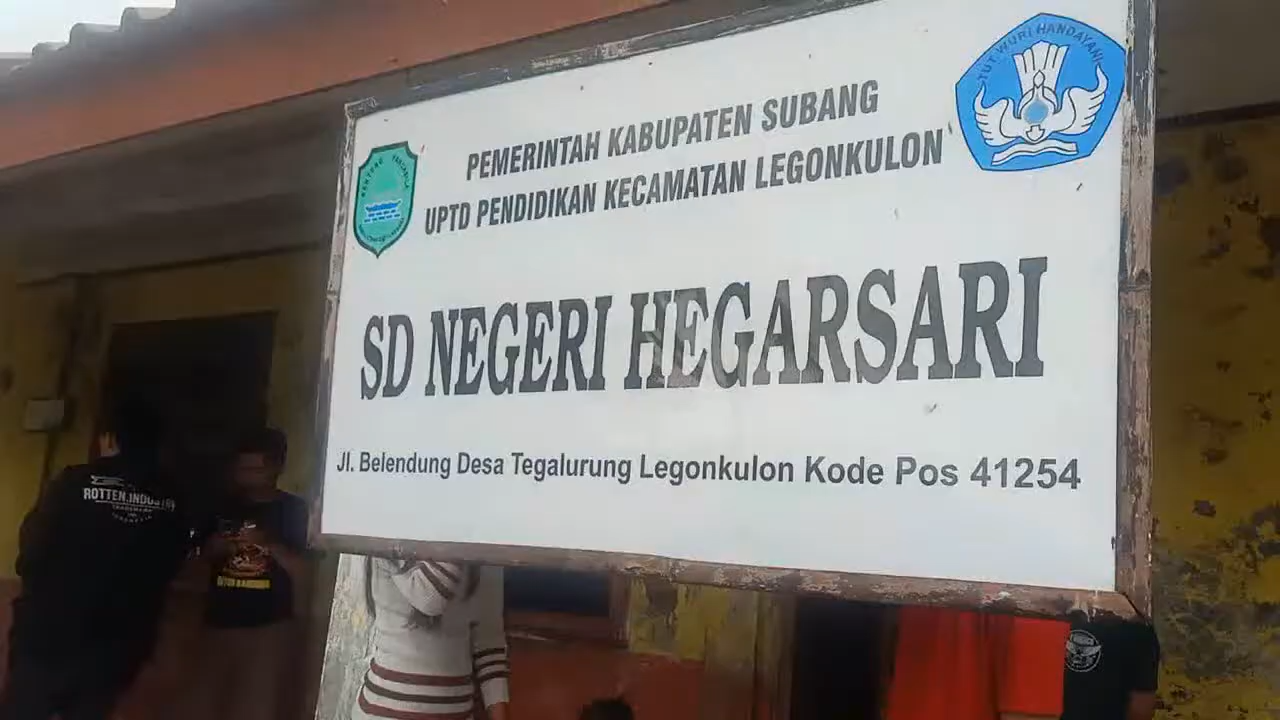 TUT WURI HANDAYANI
PEMERINTAH KABUPATEN SUBANG
UPTD PENDIDIKAN KECAMATAN LEGONKULON
SD NEGERI HEGARSARI
Jl. Belendung Desa Tegalurung Legonkulon Kode Pos 41254
ROTTEN.INDUSTRY